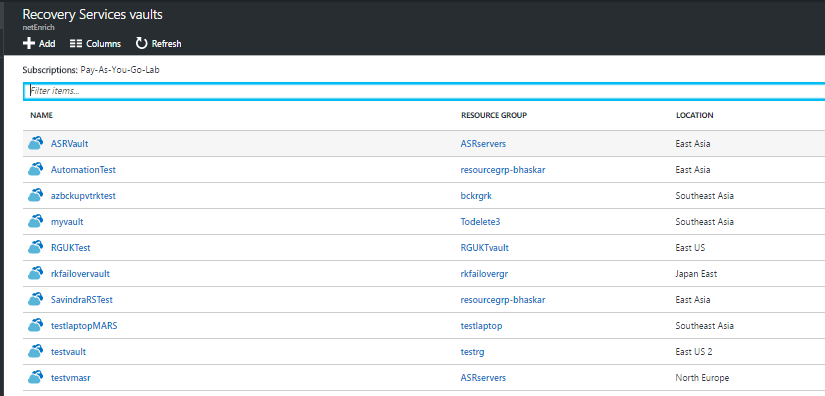 Recovery Services vaults
netEnrich
Add Columns Refresh
Subscriptions: Pay-As-You-Go-Lab
Filter items...
NAME RESOURCE GROUP LOCATION
ASRVault ASRservers East Asia
AutomationTest resourcegrp-bhaskar East Asia
azbckupvtrktest bckrgrk Southeast Asia
myvault Todelete3 Southeast Asia
RGUKTest RGUKTvault East US
rkfailovervault rkfailovergr Japan East
SavindraRSTest resourcegrp-bhaskar East Asia
testlaptopMARS testlaptop Southeast Asia
testvault testrg East US 2
testvmasr ASRservers North Europe